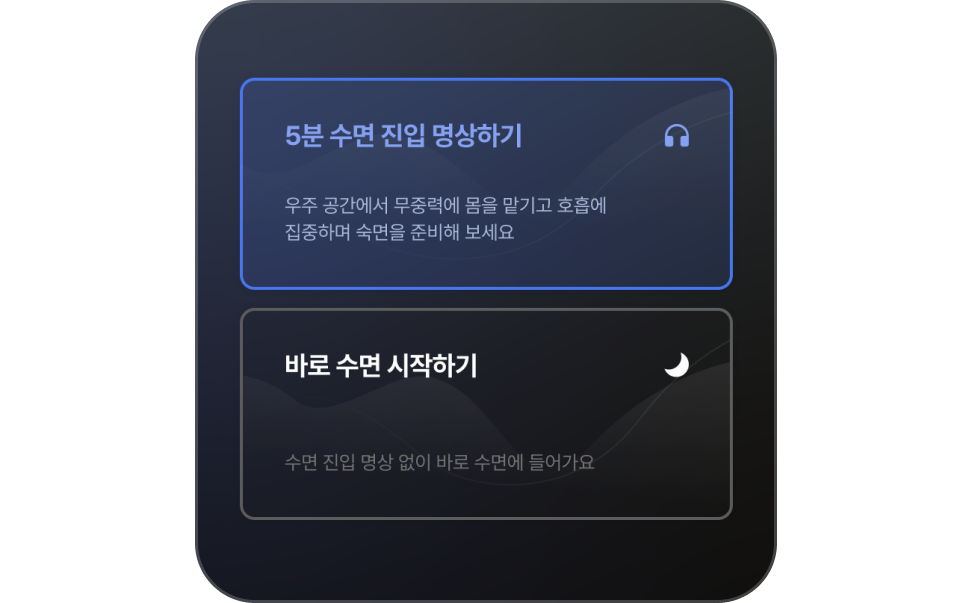 5분 수면 진입 명상하기
우주 공간에서 무중력에 몸을 맡기고 호흡에
집중하며 숙면을 준비해 보세요
바로 수면 시작하기
수면 진입 명상 없이 바로 수면에 들어가요